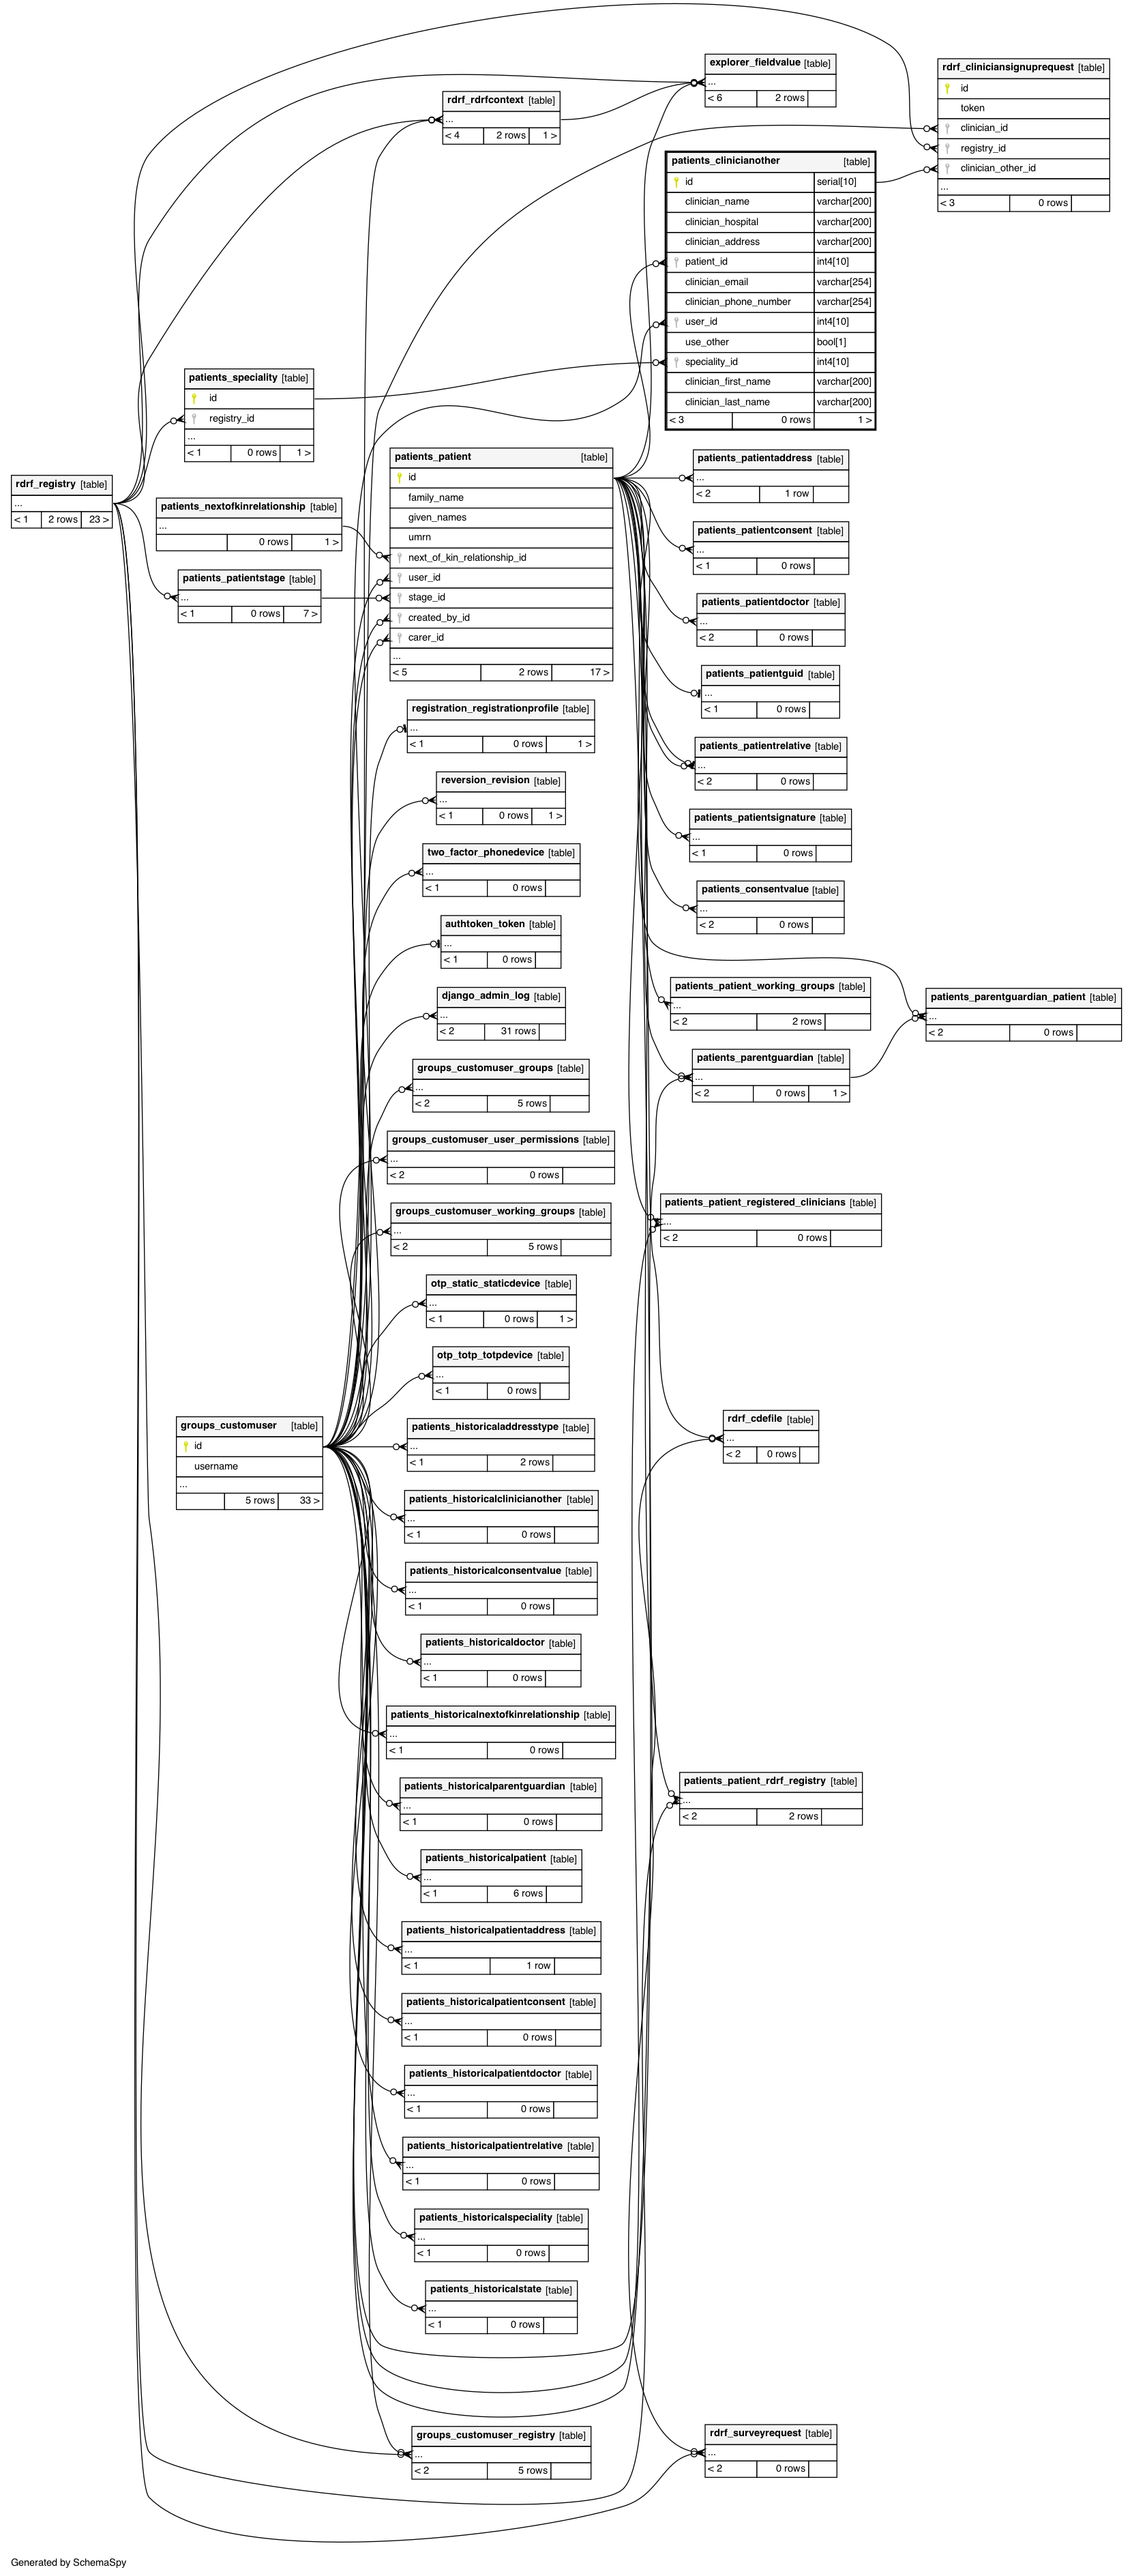 explorer_fieldvalue [table]
...
< 6 2 rows
rdrf_cliniciansignuprequest [table]
id
token
clinician_id
registry_id
clinician_other_id
...
< 3 0 rows
rdrf_rdrfcontext [table]
...
< 4 2 rows 1 >
patients_clinicianother [table]
id serial[10]
clinician_name varchar[200]
clinician_hospital varchar[200]
clinician_address varchar[200]
patient_id int4[10]
clinician_email varchar[254]
clinician_phone_number varchar[254]
user_id int4[10]
use_other bool[1]
speciality_id int4[10]
clinician_first_name varchar[200]
clinician_last_name varchar[200]
< 3 0 rows 1 >
patients_speciality [table]
id
registry_id
...
< 1 0 rows 1 >
rdrf_registry [table]
...
< 1 2 rows 23 >
patients_nextofkinrelationship [table]
...
0 rows 1 >
patients_patientstage [table]
...
< 1 0 rows 7 >
patients_patient [table]
id
family_name
given_names
umrn
next_of_kin_relationship_id
user_id
stage_id
created_by_id
carer_id
...
< 5 2 rows 17 >
patients_patientaddress [table]
...
< 2 1 row
patients_patientconsent [table]
...
< 1 0 rows
patients_patientdoctor [table]
...
< 2 0 rows
patients_patientguid [table]
...
< 1 0 rows
patients_patientrelative [table]
...
< 2 0 rows
patients_patientsignature [table]
...
< 1 0 rows
patients_consentvalue [table]
...
< 2 0 rows
patients_patient_working_groups [table]
...
< 2 2 rows
patients_parentguardian_patient [table]
...
< 2 0 rows
patients_parentguardian [table]
...
< 2 0 rows 1 >
patients_patient_registered_clinicians [table]
...
< 2 0 rows
rdrf_cdefile [table]
...
< 2 0 rows
patients_patient_rdrf_registry [table]
...
< 2 2 rows
rdrf_surveyrequest [table]
...
< 2 0 rows
registration_registrationprofile [table]
...
< 1 0 rows 1 >
reversion_revision [table]
...
< 1 0 rows 1 >
two_factor_phonedevice [table]
...
< 1 0 rows
authtoken_token [table]
...
< 1 0 rows
django_admin_log [table]
...
< 2 31 rows
groups_customuser_groups [table]
...
< 2 5 rows
groups_customuser_user_permissions [table]
...
< 2 0 rows
groups_customuser_working_groups [table]
...
< 2 5 rows
otp_static_staticdevice [table]
...
< 1 0 rows 1 >
otp_totp_totpdevice [table]
...
< 1 0 rows
groups_customuser [table]
id
username
...
5 rows 33 >
patients_historicaladdresstype [table]
...
< 1 2 rows
patients_historicalclinicianother [table]
...
< 1 0 rows
patients_historicalconsentvalue [table]
...
< 1 0 rows
patients_historicaldoctor [table]
...
< 1 0 rows
patients_historicalnextofkinrelationship [table]
...
< 1 0 rows
patients_historicalparentguardian [table]
...
< 1 0 rows
patients_historicalpatient [table]
...
< 1 6 rows
patients_historicalpatientaddress [table]
...
< 1 1 row
patients_historicalpatientconsent [table]
...
< 1 0 rows
patients_historicalpatientdoctor [table]
...
< 1 0 rows
patients_historicalpatientrelative [table]
...
< 1 0 rows
patients_historicalspeciality [table]
...
< 1 0 rows
patients_historicalstate [table]
...
< 1 0 rows
groups_customuser_registry [table]
...
< 2 5 rows
Generated by SchemaSpy